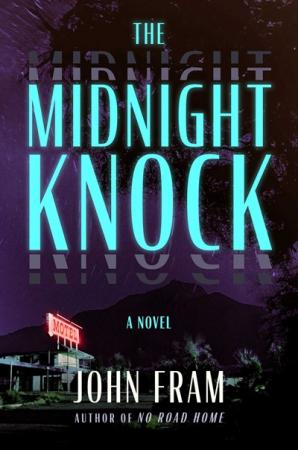 THE
MIDNIGHT
KNOCK
A NOVEL
MOTEL
JOHN FRAM
AUTHOR OF NO ROAD HOME